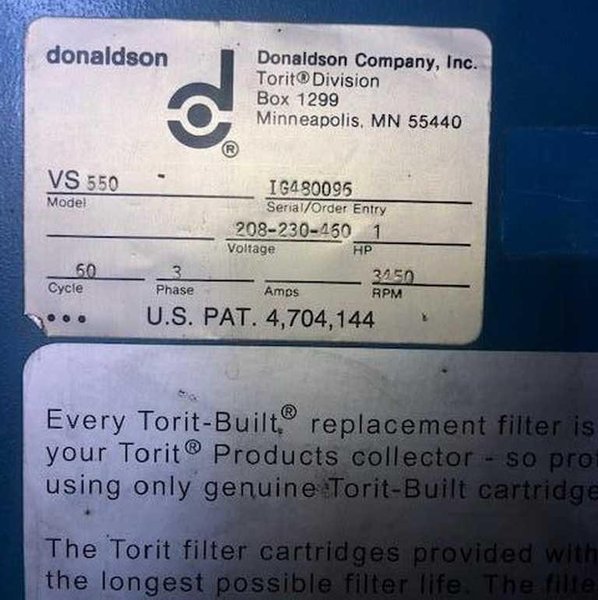 donaldson
Donaldson Company, Inc.
Torit® Division
Box 1299
Minneapolis, MN 55440
®
VS 550
IG480095
Model
Serial/Order Entry
208-230-460 1
Voltage HP
60 3 3450
Cycle Phase Amps RPM
U.S. PAT. 4,704,144
Every Torit-Built® replacement filter is
your Torit® Products collector - so pro
using only genuine Torit-Built cartridge
The Torit filter cartridges provided with
the longest possible filter life. The filte